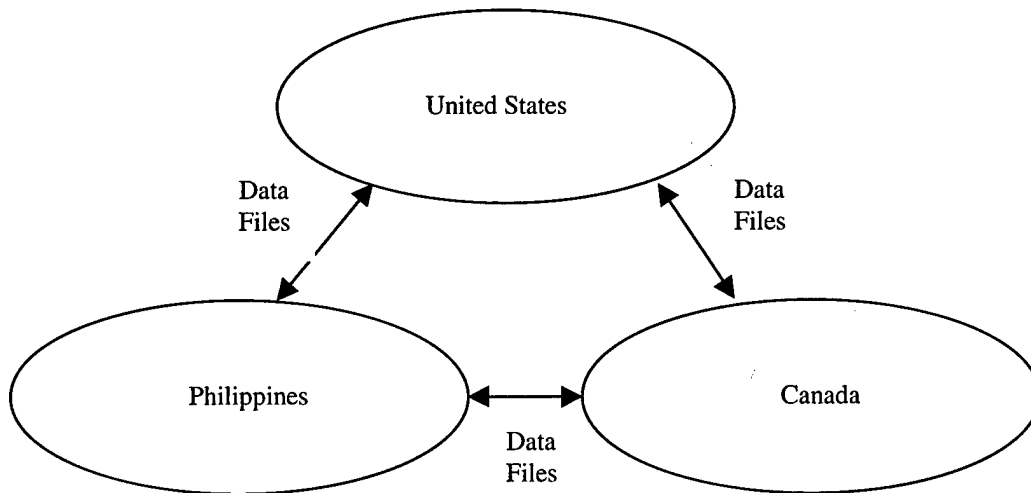 United States
Data
Files
Data
Files
Philippines
Canada
Data
Files